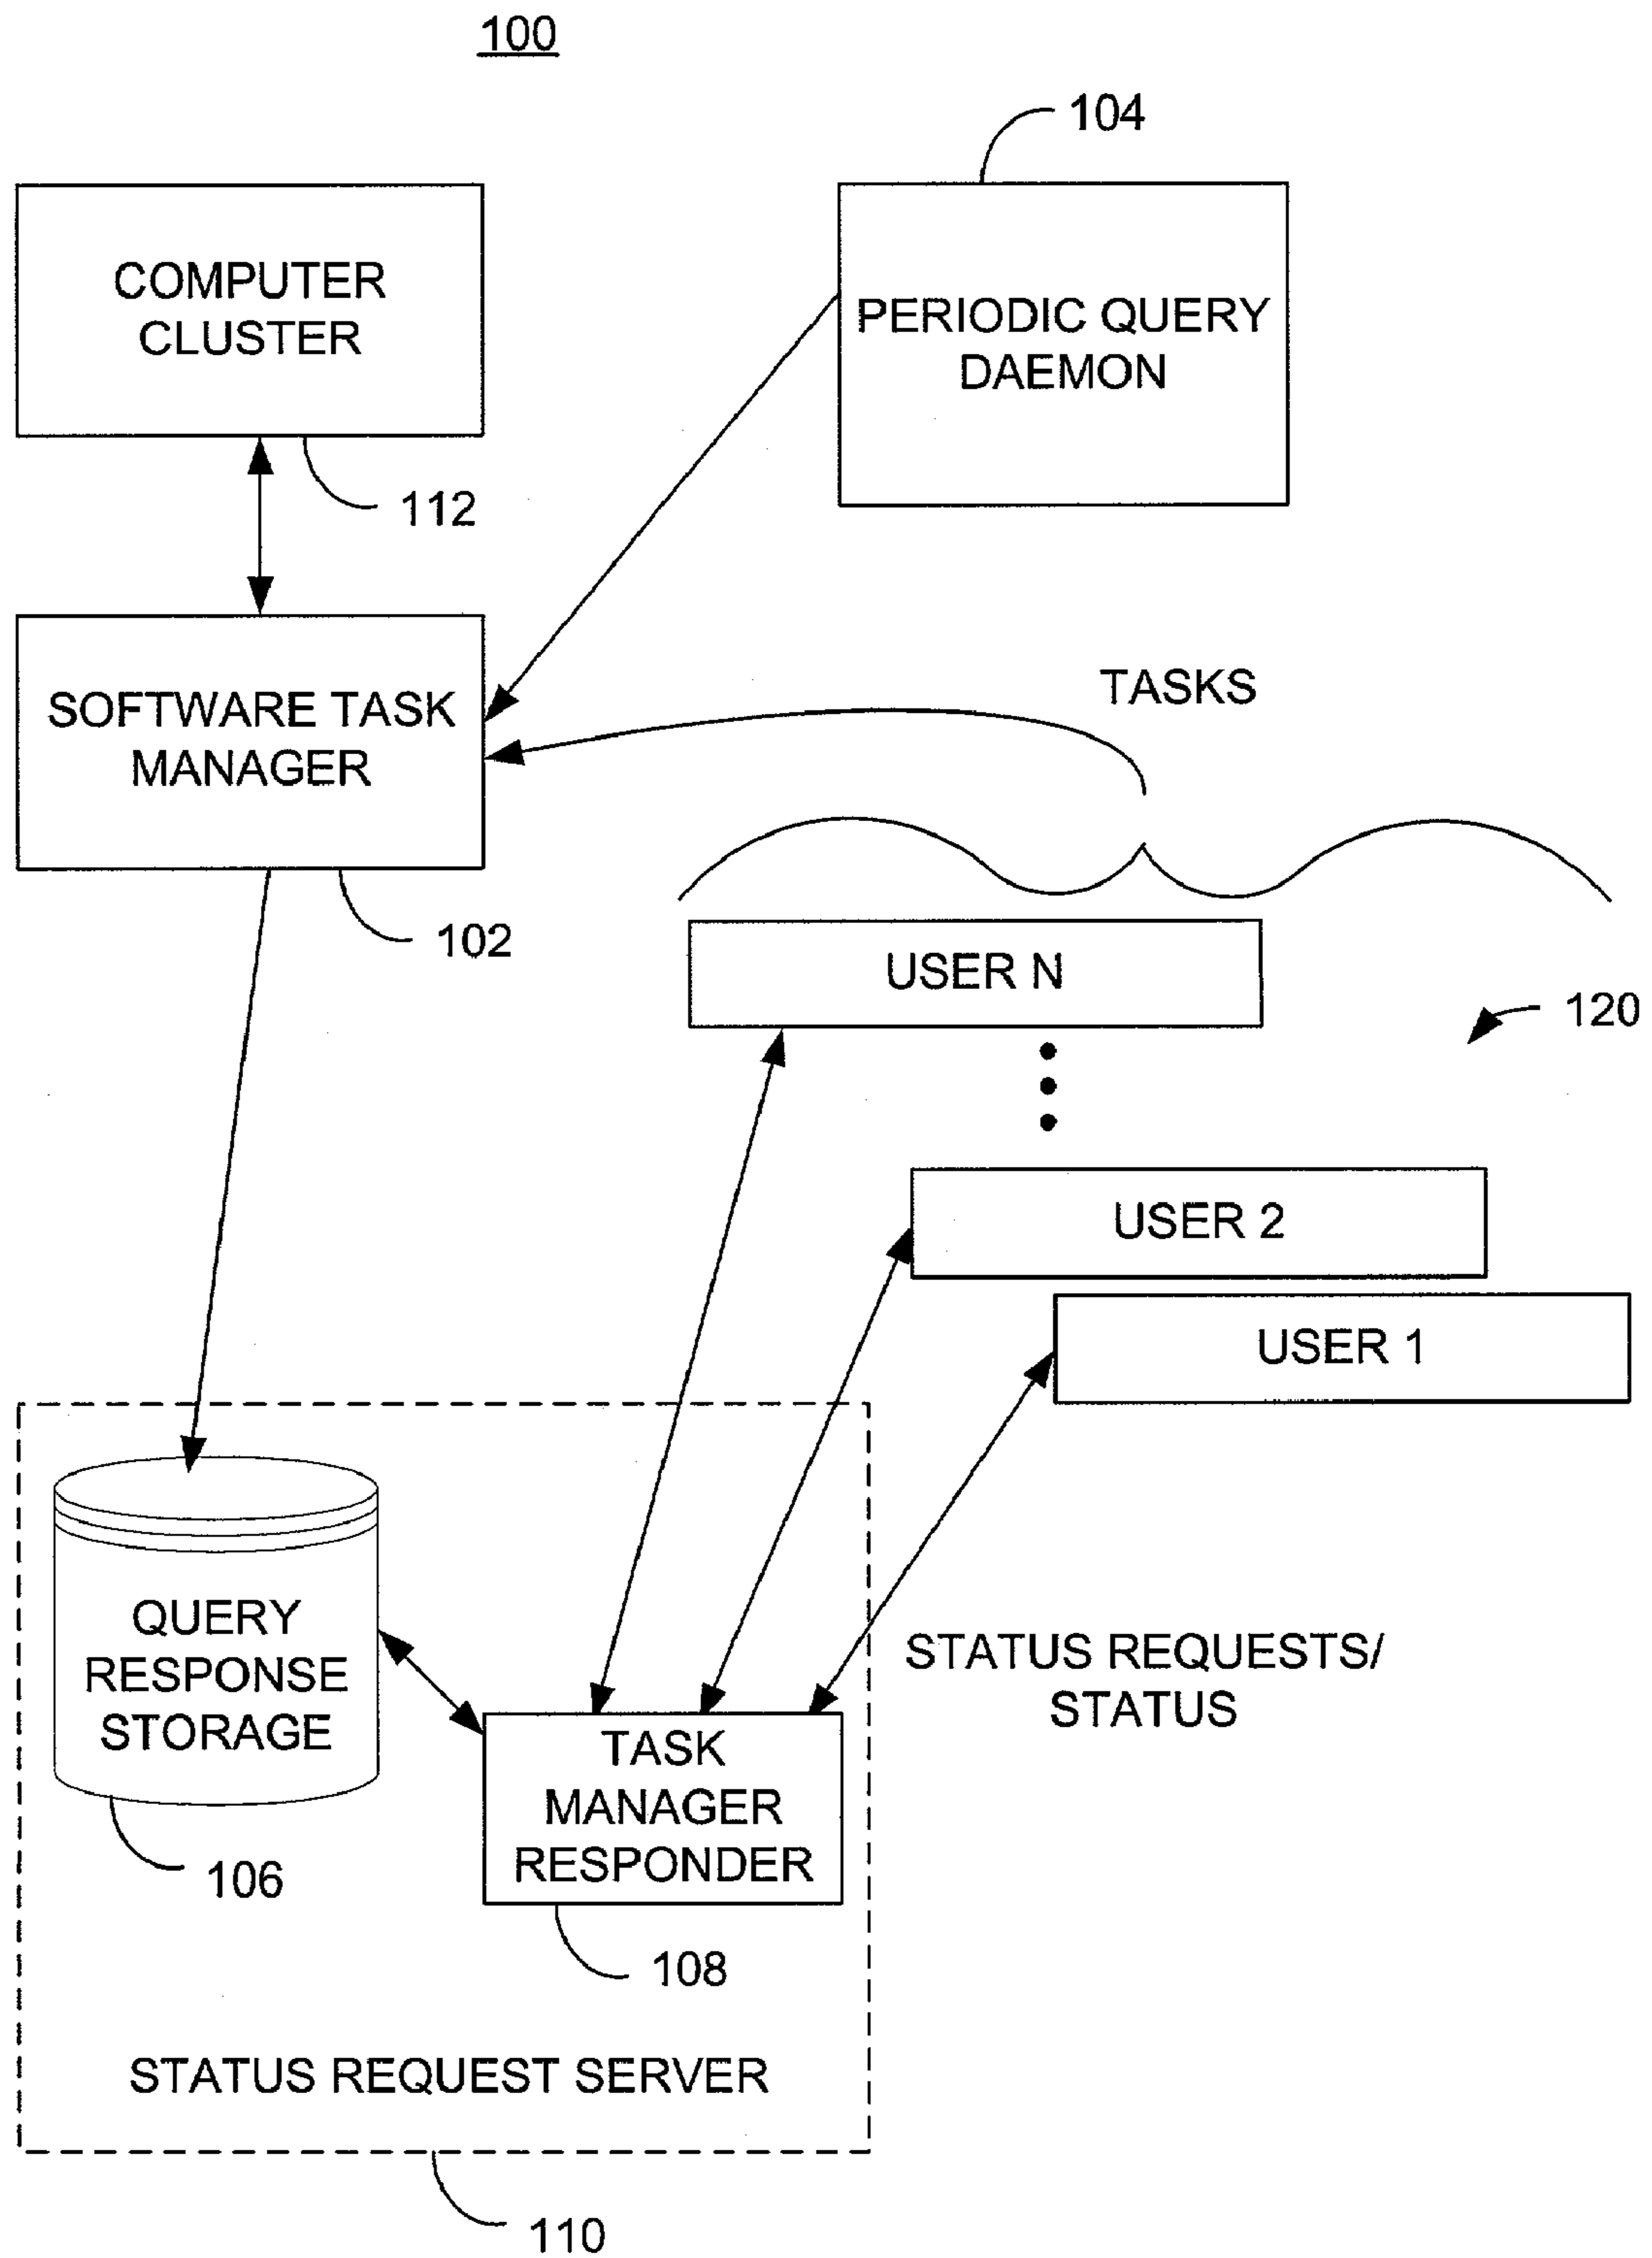 100
104
COMPUTER
CLUSTER
PERIODIC QUERY
DAEMON
112
SOFTWARE TASK
MANAGER
TASKS
102
USER N
120
USER 2
USER 1
QUERY
RESPONSE
STORAGE
STATUS REQUESTS/
STATUS
TASK
MANAGER
RESPONDER
106
108
STATUS REQUEST SERVER
110